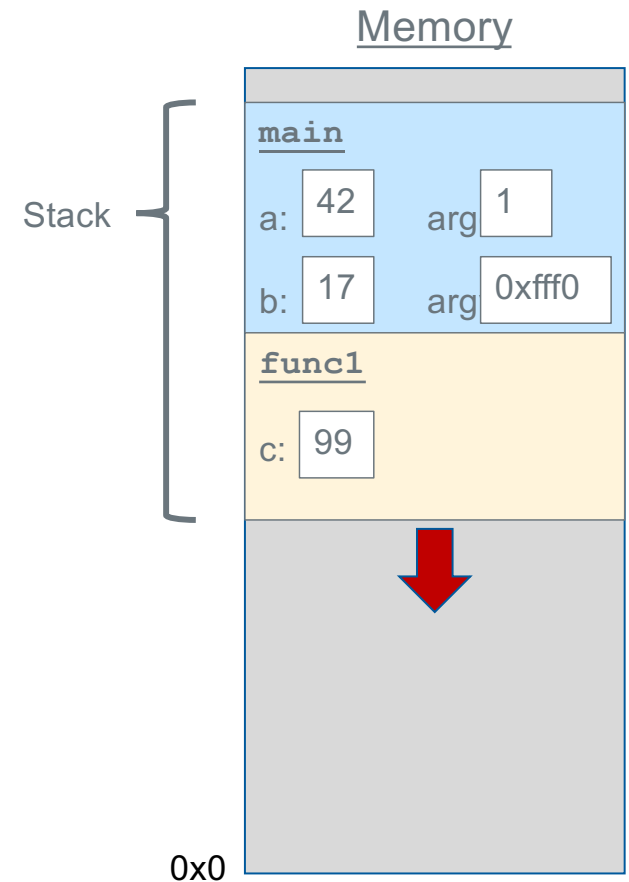 Memory
main
Stack
a: 42 arg 1
b: 17 arg 0xfff0
func1
c: 99
0x0